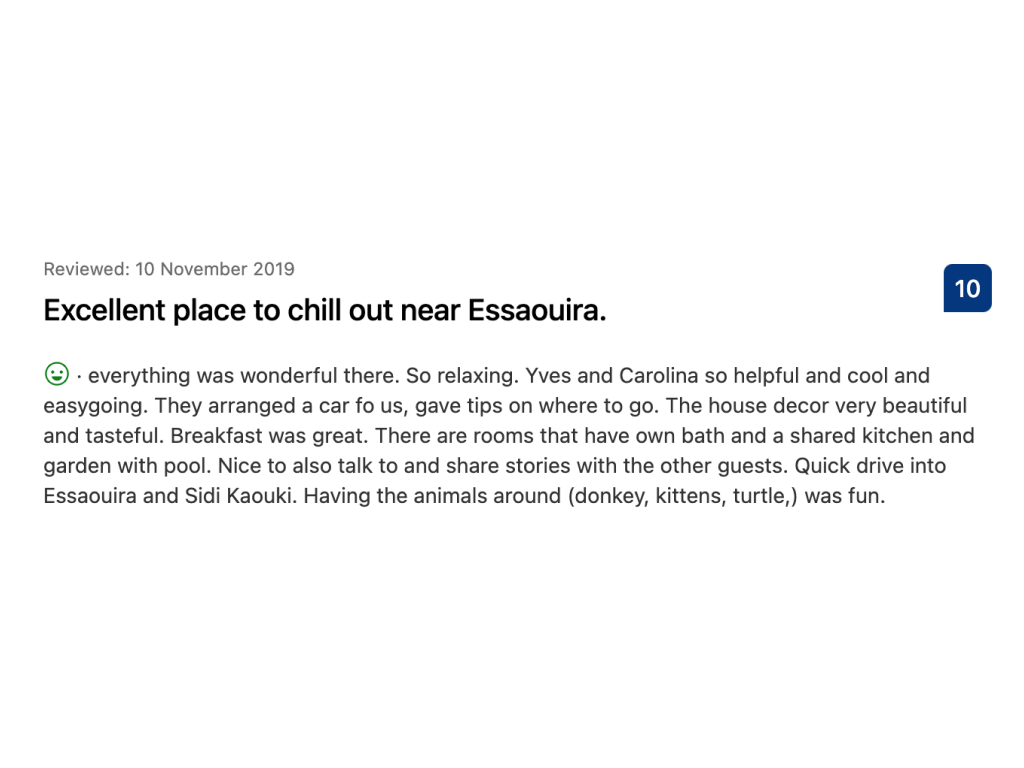 Reviewed: 10 November 2019
10
Excellent place to chill out near Essaouira.
· everything was wonderful there. So relaxing. Yves and Carolina so helpful and cool and
easygoing. They arranged a car fo us, gave tips on where to go. The house decor very beautiful
and tasteful. Breakfast was great. There are rooms that have own bath and a shared kitchen and
garden with pool. Nice to also talk to and share stories with the other guests. Quick drive into
Essaouira and Sidi Kaouki. Having the animals around (donkey, kittens, turtle,) was fun.